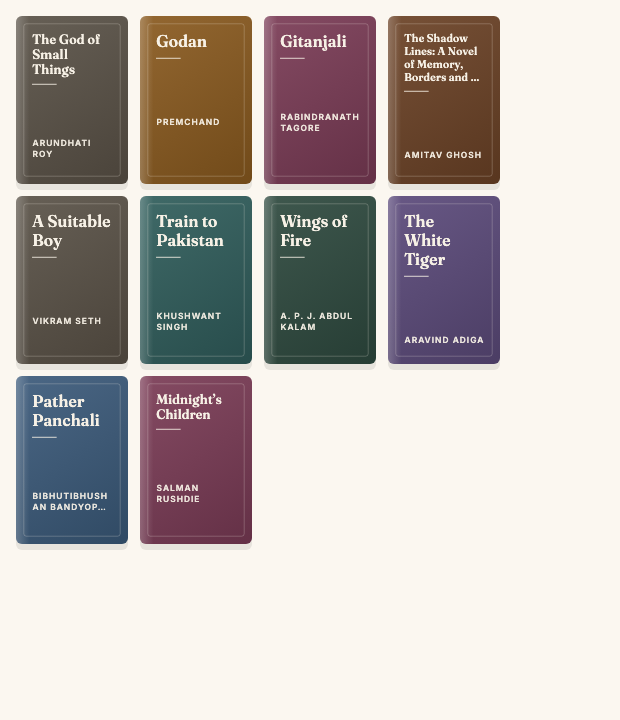 The God of
Small
Things
ARUNDHATI
ROY
Godan
PREMCHAND
Gitanjali
RABINDRANATH
TAGORE
The Shadow
Lines: A Novel
of Memory,
Borders and ...
AMITAV GHOSH
A Suitable
Boy
VIKRAM SETH
Train to
Pakistan
KHUSHWANT
SINGH
Wings of
Fire
A. P. J. ABDUL
KALAM
The
White
Tiger
ARAVIND ADIGA
Pather
Panchali
BIBHUTIBHUSH
AN BANDYOP...
Midnight’s
Children
SALMAN
RUSHDIE